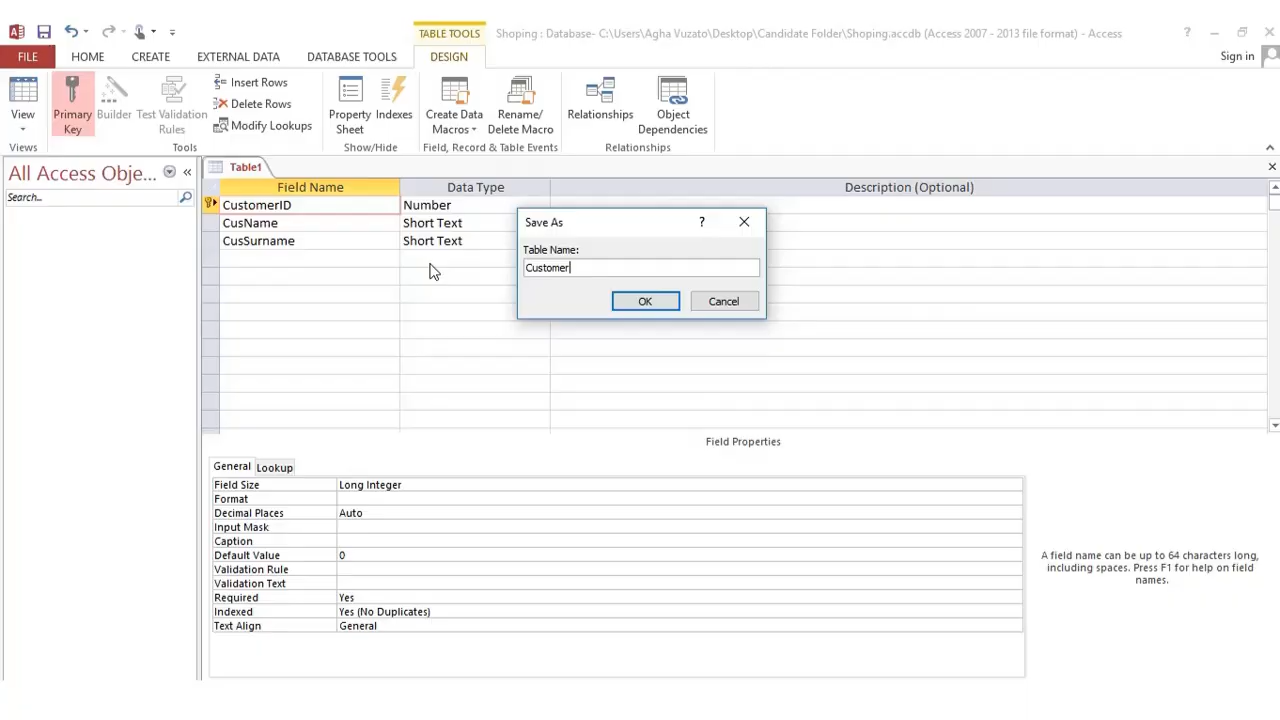 TABLE TOOLS
Shoping : Database- C:\Users\Agha Vuzato\Desktop\Candidate Folder\Shoping.accdb (Access 2007 - 2013 file format) - Access
?
FILE
HOME
CREATE
EXTERNAL DATA
DATABASE TOOLS
DESIGN
Sign in
View
Primary Key
Builder
Test Validation Rules
Insert Rows
Delete Rows
Modify Lookups
Property Sheet
Indexes
Create Data Macros
Rename/ Delete Macro
Relationships
Object Dependencies
Views
Tools
Show/Hide
Field, Record & Table Events
Relationships
All Access Obje...
Search...
Table1
Field Name
Data Type
Description (Optional)
CustomerID
Number
CusName
Short Text
CusSurname
Short Text
Save As
?
Table Name:
Customer
OK
Cancel
Field Properties
General
Lookup
Field Size
Long Integer
Format
Decimal Places
Auto
Input Mask
Caption
Default Value
0
Validation Rule
Validation Text
Required
Yes
Indexed
Yes (No Duplicates)
Text Align
General
A field name can be up to 64 characters long,
including spaces. Press F1 for help on field
names.